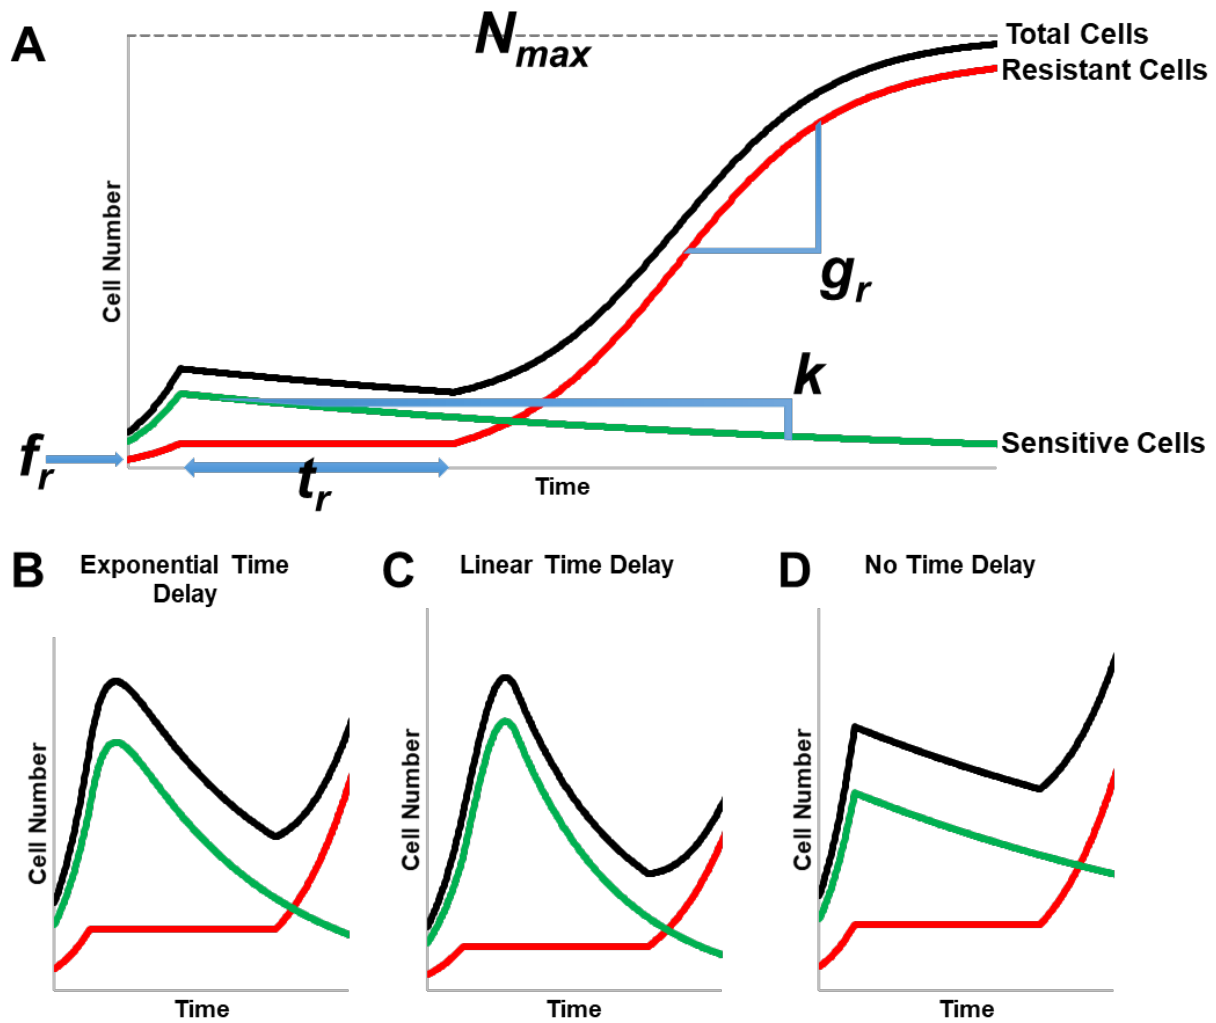 A
N_max
Total Cells
Resistant Cells
Cell Number
g_r
k
Sensitive Cells
f_r
t_r
Time
B
Exponential Time
Delay
C
Linear Time Delay
D
No Time Delay
Cell Number
Cell Number
Cell Number
Time
Time
Time